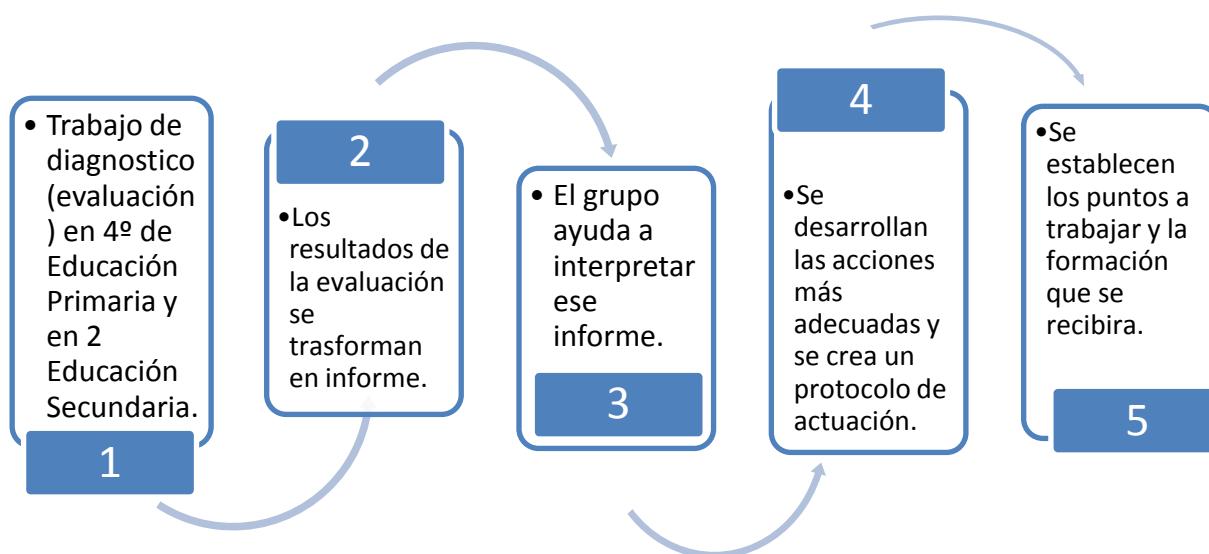 • Trabajo de
diagnostico
(evaluación
) en 4º de
Educación
Primaria y
en 2
Educación
Secundaria.
1
2
•Los
resultados de
la evaluación
se
trasforman
en informe.
• El grupo
ayuda a
interpretar
ese
informe.
3
4
•Se
desarrollan
las acciones
más
adecuadas y
se crea un
protocolo de
actuación.
•Se
establecen
los puntos a
trabajar y la
formación
que se
recibira.
5